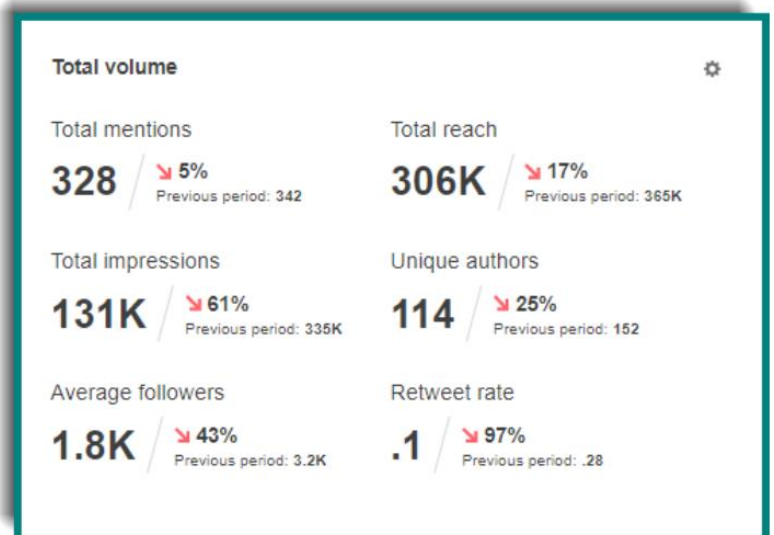 Total volume
Total mentions
328
5%
Previous period: 342
Total reach
306K
17%
Previous period: 365K
Total impressions
131K
61%
Previous period: 335K
Unique authors
114
25%
Previous period: 152
Average followers
1.8K
43%
Previous period: 3.2K
Retweet rate
.1
97%
Previous period: .28